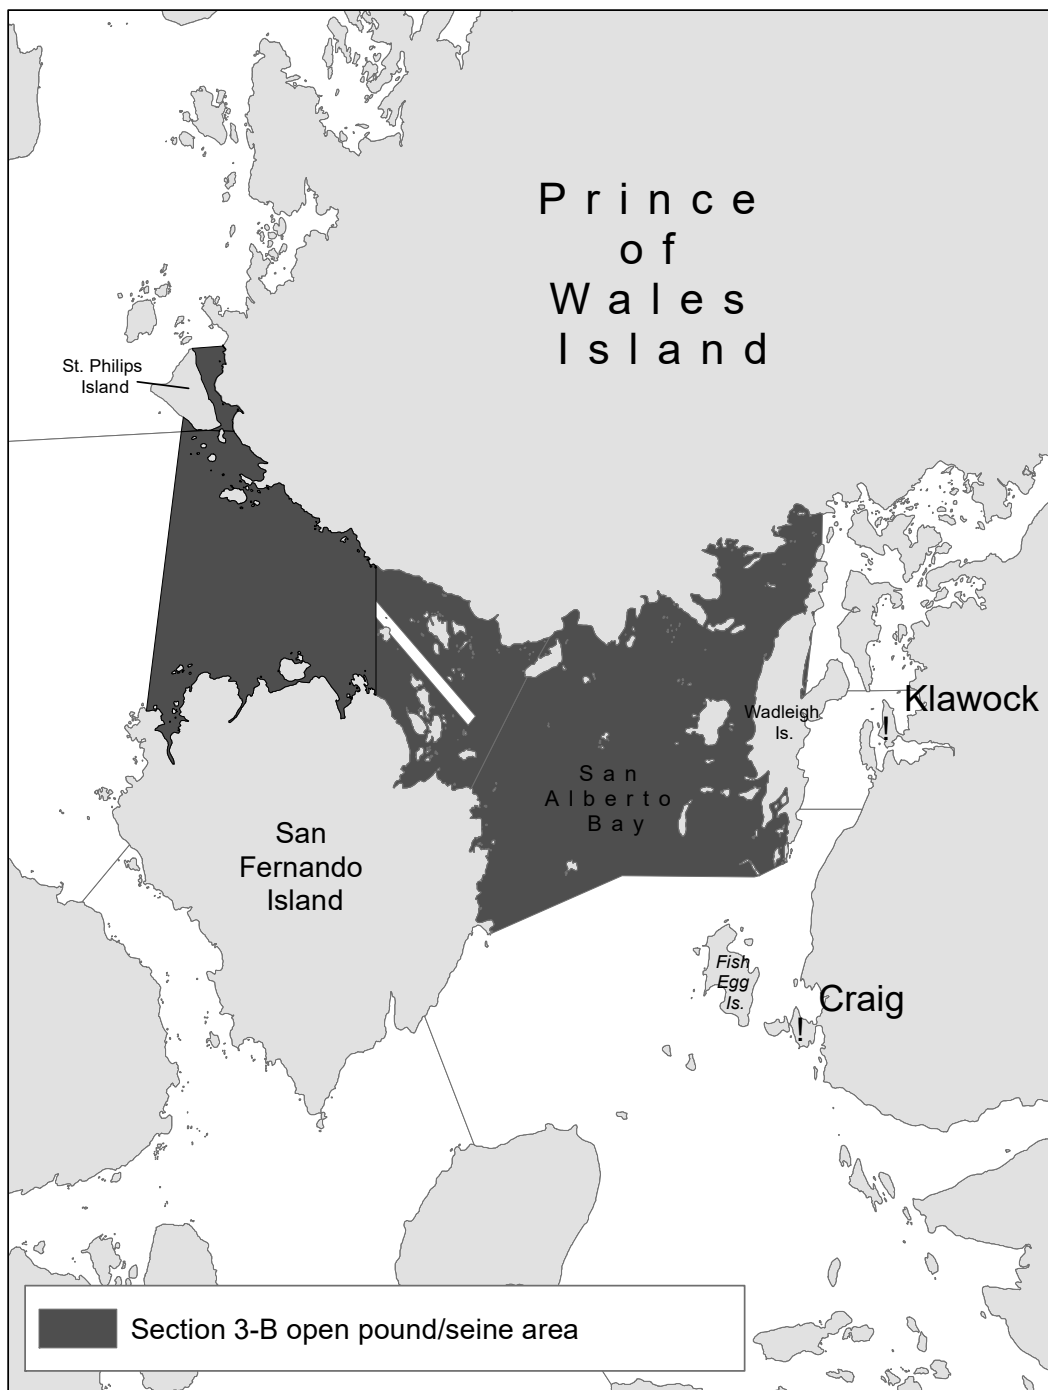 Prince
of
Wales
Island
St. Philips
Island
Klawock
!
Wadleigh
Is.
San
Alberto
Bay
San
Fernando
Island
Fish
Egg
Is.
Craig
!
Section 3-B open pound/seine area